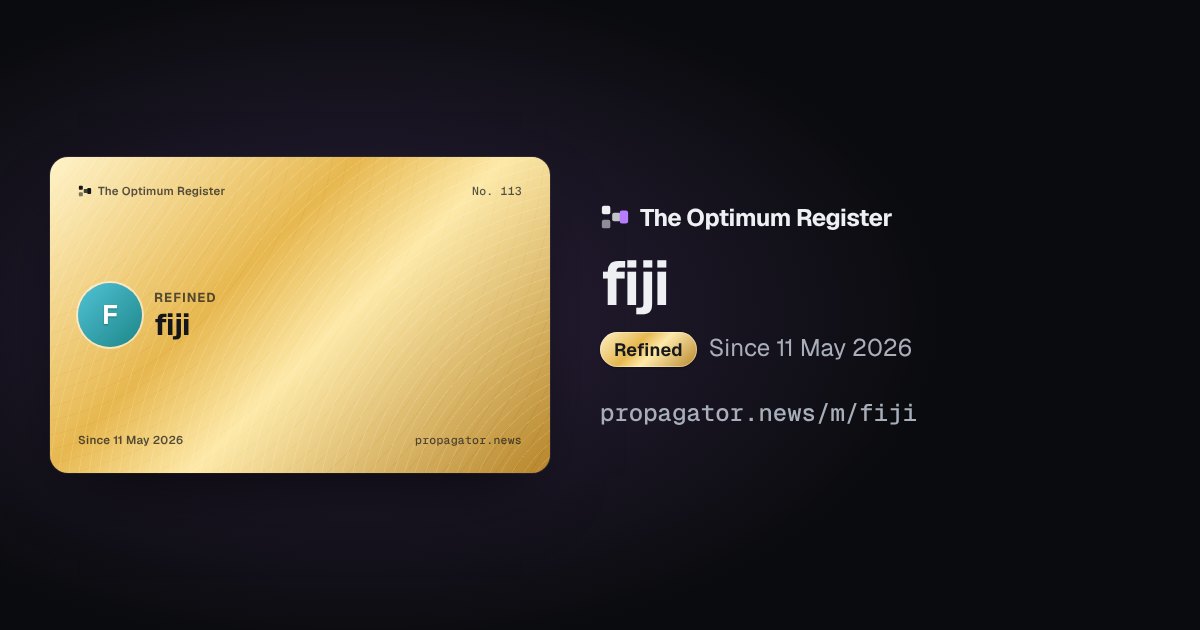 The Optimum Register
No. 113
F
REFINED
fiji
Since 11 May 2026
propagator.news
The Optimum Register
fiji
Refined
Since 11 May 2026
propagator.news/m/fiji